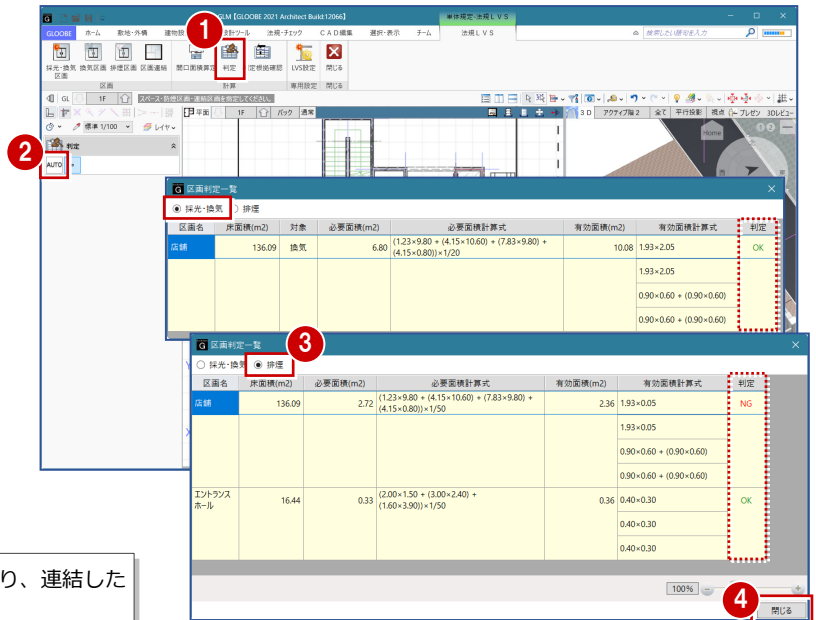 GLM【GLOOBE 2021 Architect Build:12066】
単体規定-法規ＬＶＳ
GLOOBE ホーム 敷地・外構 建物 計ツール 法規・チェック ＣＡＤ編集 選択・表示 チーム 法規ＬＶＳ
検索したい語句を入力
1
採光・換気 区画 換気区画 排煙区画 区画連結 開口面積算定 判定 定根拠確認 LVS設定 閉じる
区画 計算 専用設定 閉じる
GL 1F スペース・防煙区画・連結区画を指定してください。
平面 1F バック 通常 3D アクティブ階 2 全て 平行投影 視点 プレゼン 3Dレビュー
標準 1/100 レイヤ
Home
西
2
判定
AUTO
区画判定一覧
採光・換気 排煙
区画名 床面積(m2) 対象 必要面積(m2) 必要面積計算式 有効面積(m2) 有効面積計算式 判定
店舗 136.09 換気 6.80 (1.23×9.80 + (4.15×10.60) + (7.83×9.80) + 10.08 1.93×2.05 OK
(4.15×0.80))×1/20
1.93×2.05
0.90×0.60 + (0.90×0.60)
0.90×0.60 + (0.90×0.60)
区画判定一覧
3
採光・換気 排煙
区画名 床面積(m2) 必要面積(m2) 必要面積計算式 有効面積(m2) 有効面積計算式 判定
店舗 136.09 2.72 (1.23×9.80 + (4.15×10.60) + (7.83×9.80) + 2.36 1.93×0.05 NG
(4.15×0.80))×1/50
1.93×0.05
0.90×0.60 + (0.90×0.60)
0.90×0.60 + (0.90×0.60)
エントランス 16.44 0.33 (2.00×1.50 + (3.00×2.40) + 0.36 0.40×0.30 OK
ホール (1.60×3.90))×1/50
0.40×0.30
0.40×0.30
り、連結した
100%
4
閉じる